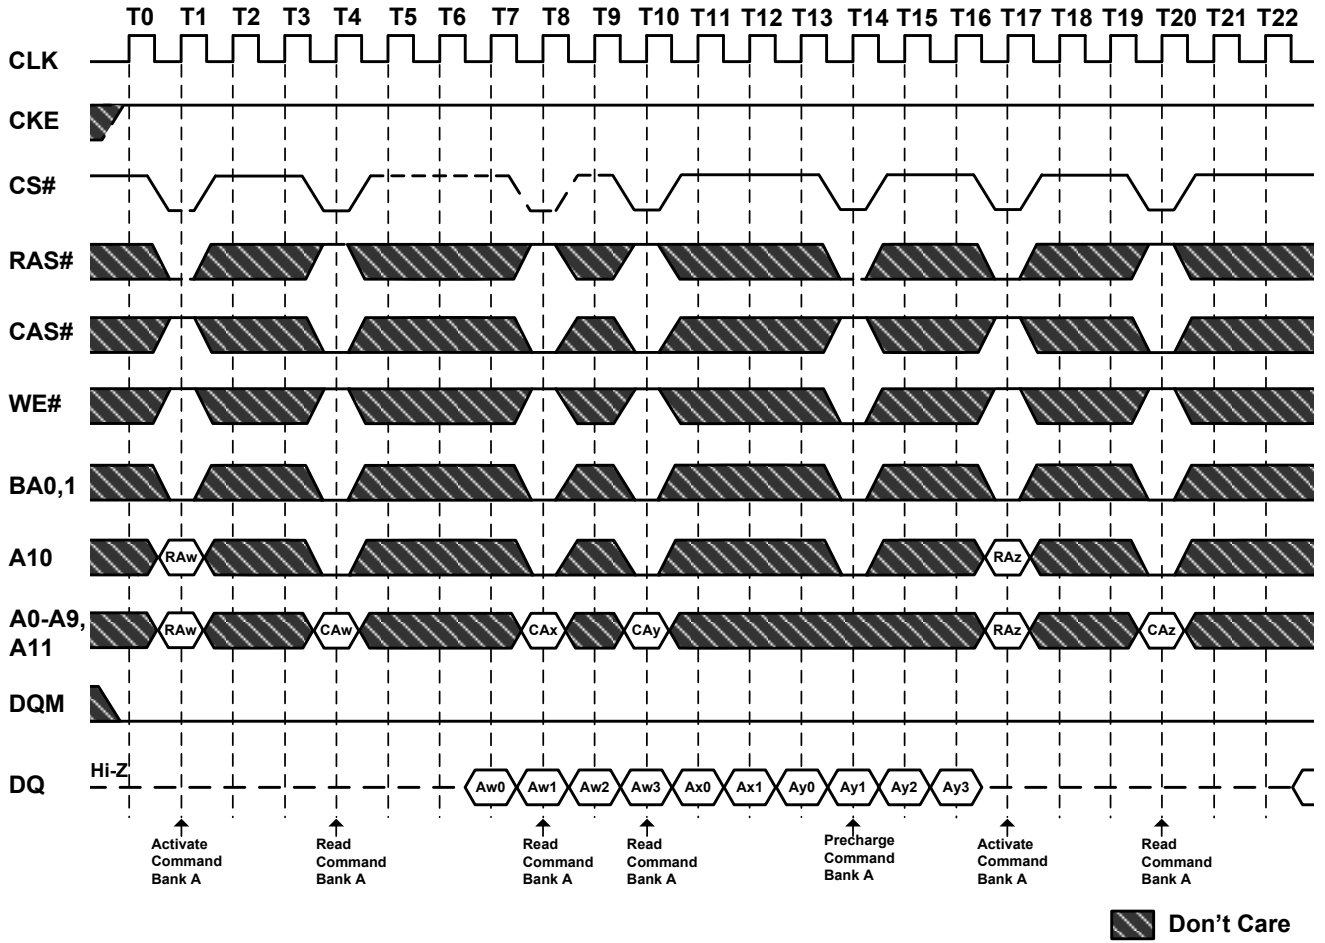 T0 T1 T2 T3 T4 T5 T6 T7 T8 T9 T10 T11 T12 T13 T14 T15 T16 T17 T18 T19 T20 T21 T22
CLK
CKE
CS#
RAS#
CAS#
WE#
BA0,1
A10 RAw RAz
A0-A9,
A11 RAw CAw CAx CAy RAz CAz
DQM
Hi-Z
DQ Aw0 Aw1 Aw2 Aw3 Ax0 Ax1 Ay0 Ay1 Ay2 Ay3
Activate
Command
Bank A
Read
Command
Bank A
Read
Command
Bank A
Read
Command
Bank A
Precharge
Command
Bank A
Activate
Command
Bank A
Read
Command
Bank A
Don't Care